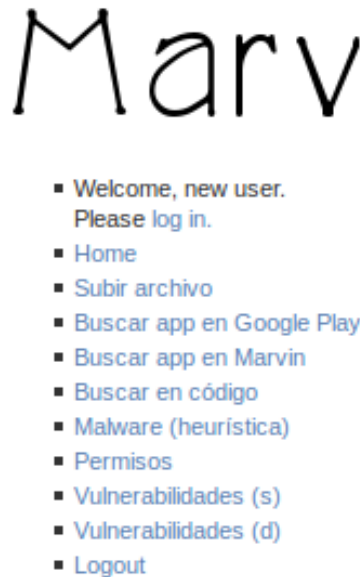 Marv
Welcome, new user.
Please log in.
Home
Subir archivo
Buscar app en Google Play
Buscar app en Marvin
Buscar en código
Malware (heurística)
Permisos
Vulnerabilidades (s)
Vulnerabilidades (d)
Logout